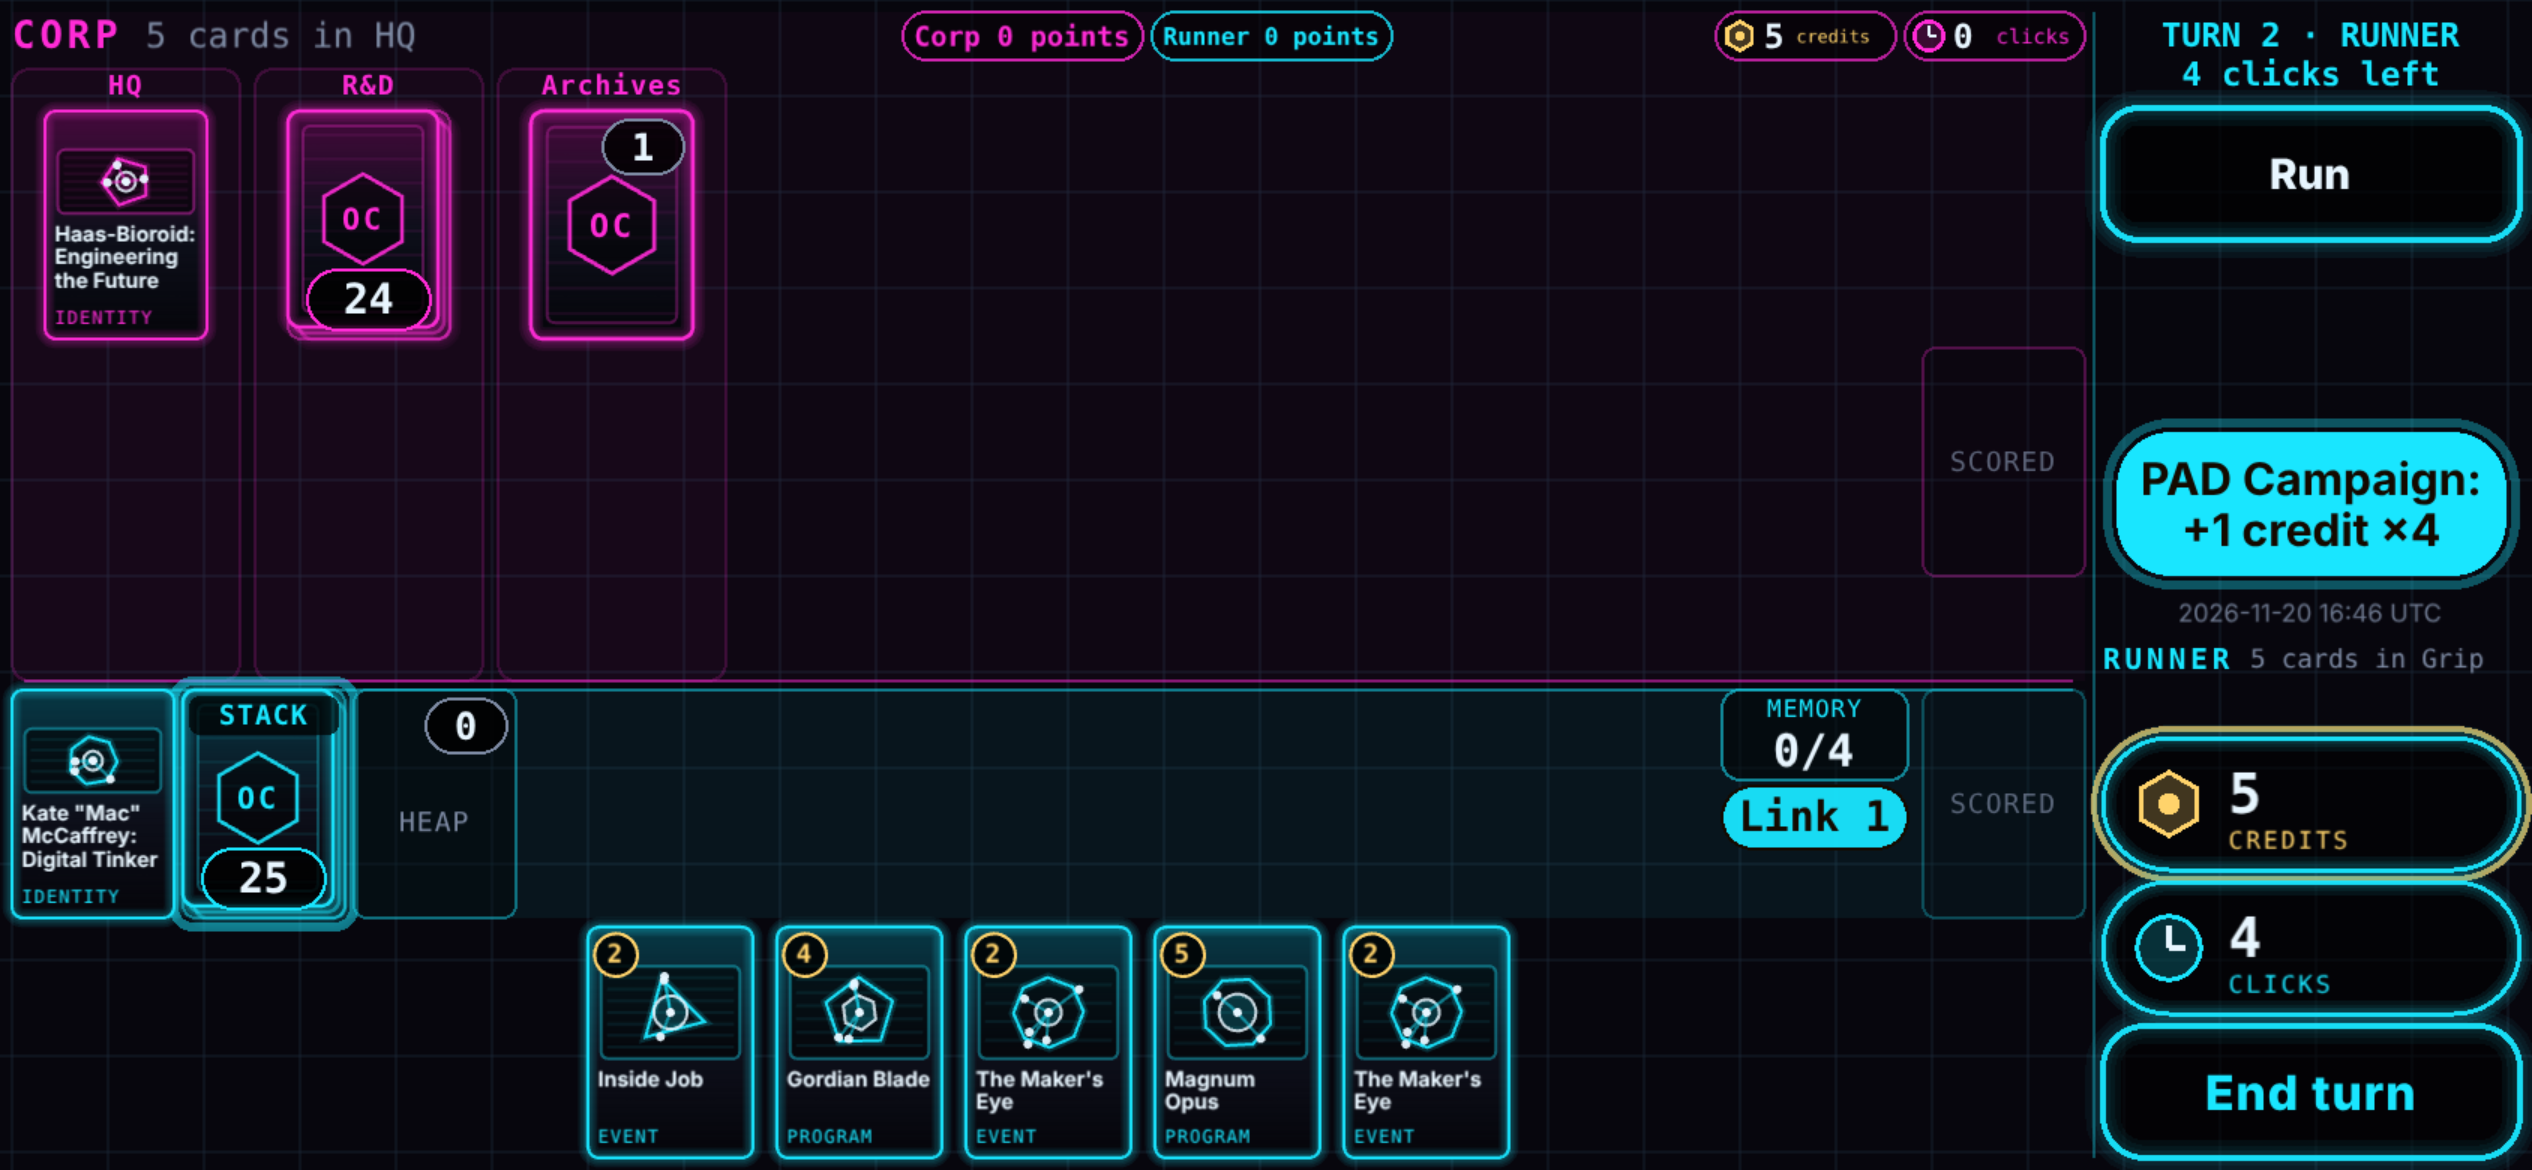 CORP 5 cards in HQ
Corp 0 points
Runner 0 points
5 credits
0 clicks
TURN 2 · RUNNER
4 clicks left
HQ
R&D
Archives
Run
Haas-Bioroid:
Engineering
the Future
IDENTITY
OC
24
1
OC
SCORED
PAD Campaign:
+1 credit ×4
2026-11-20 16:46 UTC
RUNNER 5 cards in Grip
Kate "Mac"
McCaffrey:
Digital Tinker
IDENTITY
STACK
OC
25
0
HEAP
MEMORY
0/4
Link 1
SCORED
5
CREDITS
4
CLICKS
End turn
2
Inside Job
EVENT
4
Gordian Blade
PROGRAM
2
The Maker's
Eye
EVENT
5
Magnum
Opus
PROGRAM
2
The Maker's
Eye
EVENT